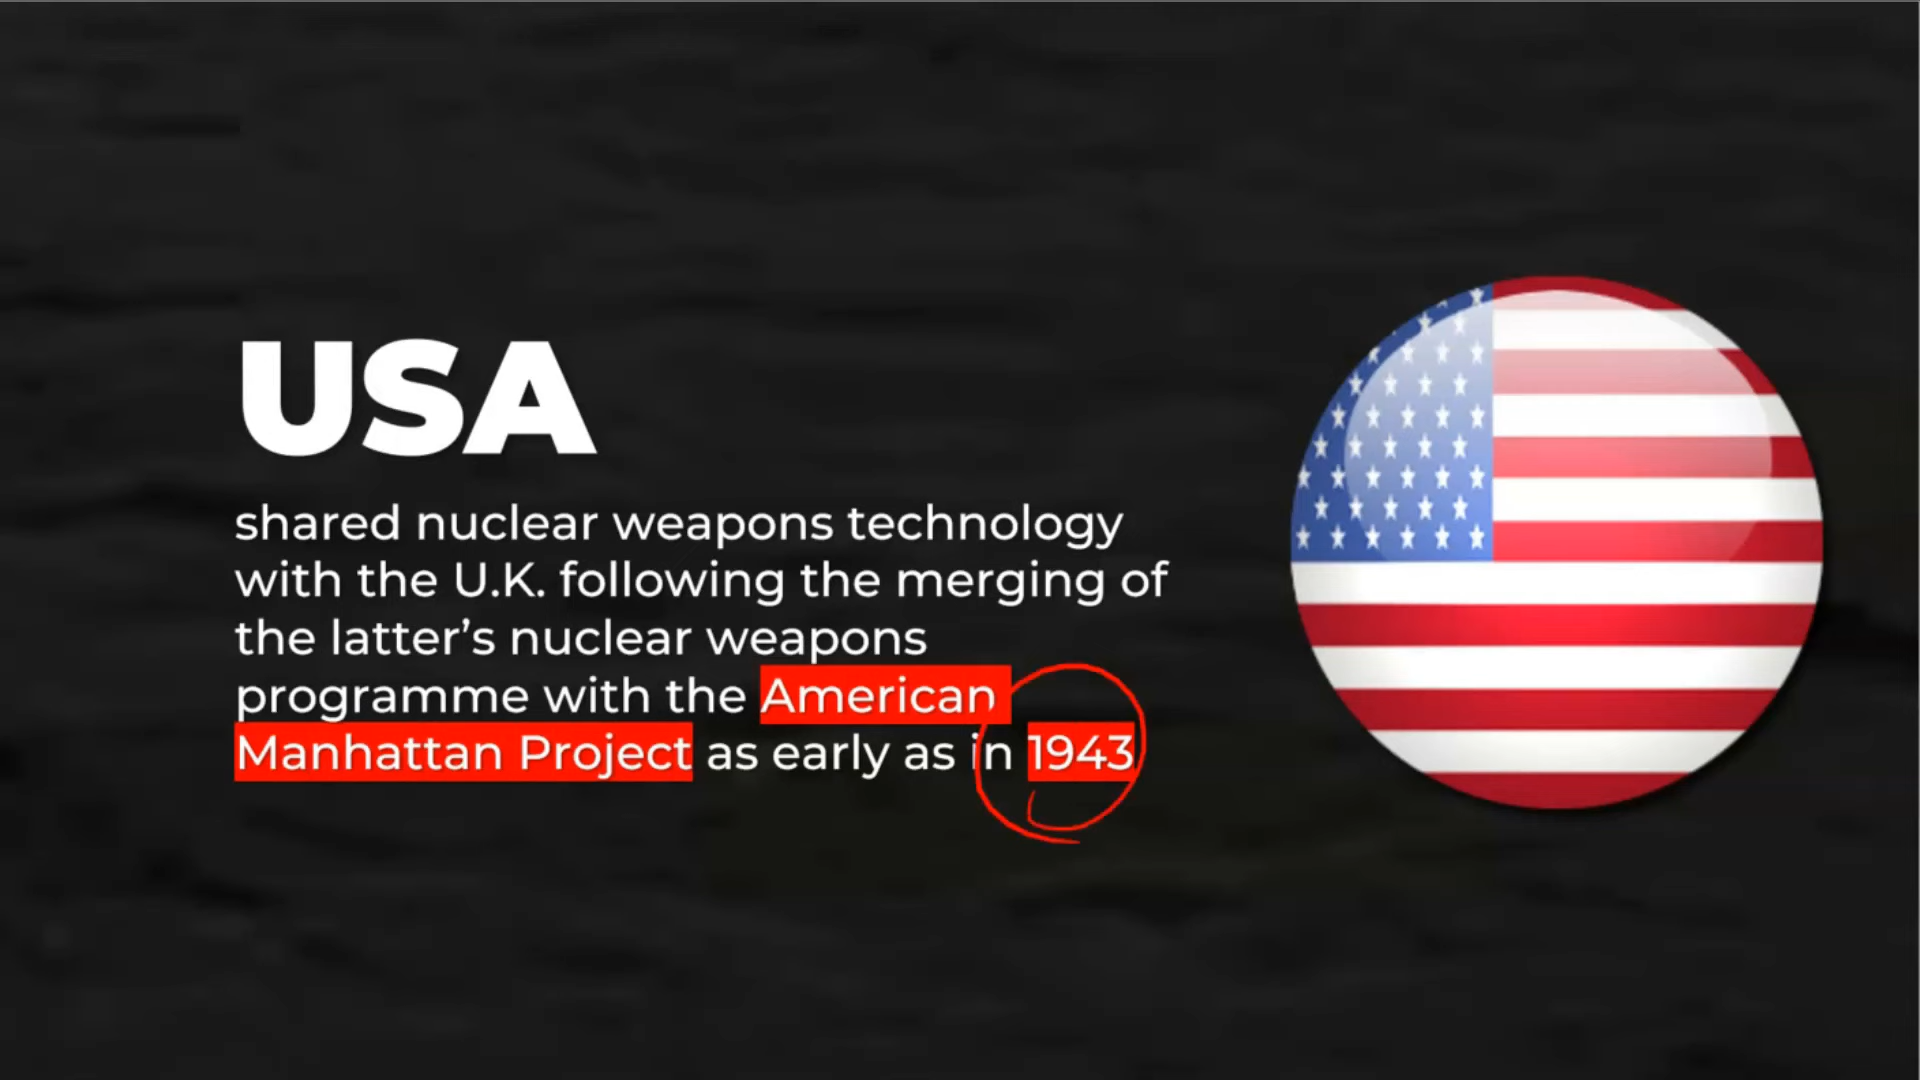 USA
shared nuclear weapons technology
with the U.K. following the merging of
the latter’s nuclear weapons
programme with the American
Manhattan Project as early as in 1943